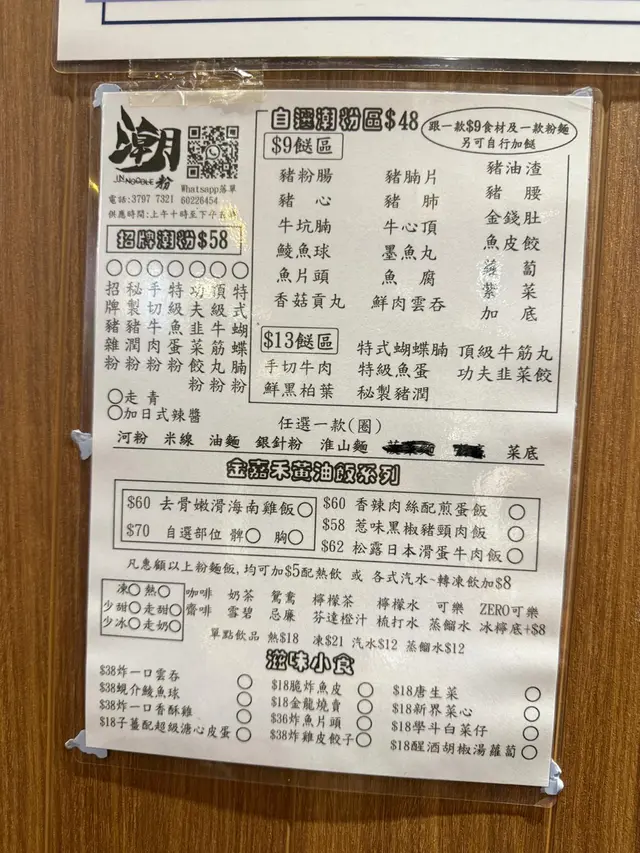 潮
粉
IN NOODLE
Whatsapp落單
電話:3797 7321 60226454
供應時間:上午十時至下午
招牌潮粉$58
招牌豬雜粉
秘製豬潤粉
手切牛肉粉
特級魚蛋粉
功夫韭菜餃粉
頂級牛筋丸粉
特式蝴蝶腩粉
走青
加日式辣醬
自選潮粉區$48
跟一款$9食材及一款粉麵
另可自行加餸
$9餸區
豬粉腸 豬腩片 豬油渣
豬心 豬肺 豬腰
牛坑腩 牛心頂 金錢肚
鯪魚球 墨魚丸 魚皮餃
魚片頭 魚腐 蘿蔔
香菇貢丸 鮮肉雲吞 紫菜
加底
$13餸區
特式蝴蝶腩 頂級牛筋丸
手切牛肉 特級魚蛋 功夫韭菜餃
鮮黑柏葉 秘製豬潤
任選一款(圈)
河粉 米線 油麵 銀針粉 淮山麵 菜底
金嘉禾黃油飯系列
$60 去骨嫩滑海南雞飯
$70 自選部位 髀 胸
$60 香辣肉絲配煎蛋飯
$58 惹味黑椒豬頸肉飯
$62 松露日本滑蛋牛肉飯
凡惠顧以上粉麵飯,均可加$5配熱飲 或 各式汽水~轉凍飲加$8
凍 熱
少甜 走甜
少冰 走奶
咖啡 奶茶 鴛鴦 檸檬茶 檸檬水 可樂 ZERO可樂
齋啡 雪碧 忌廉 芬達橙汁 梳打水 蒸餾水 冰檸底+$8
單點飲品 熱$18 凍$21 汽水$12 蒸餾水$12
滋味小食
$38炸一口雲吞
$38蜆介鯪魚球
$38炸一口香酥雞
$18子薑配超級溏心皮蛋
$18脆炸魚皮
$18金龍燒賣
$36炸魚片頭
$38炸雞皮餃子
$18唐生菜
$18新界菜心
$18學斗白菜仔
$18醒酒胡椒湯蘿蔔